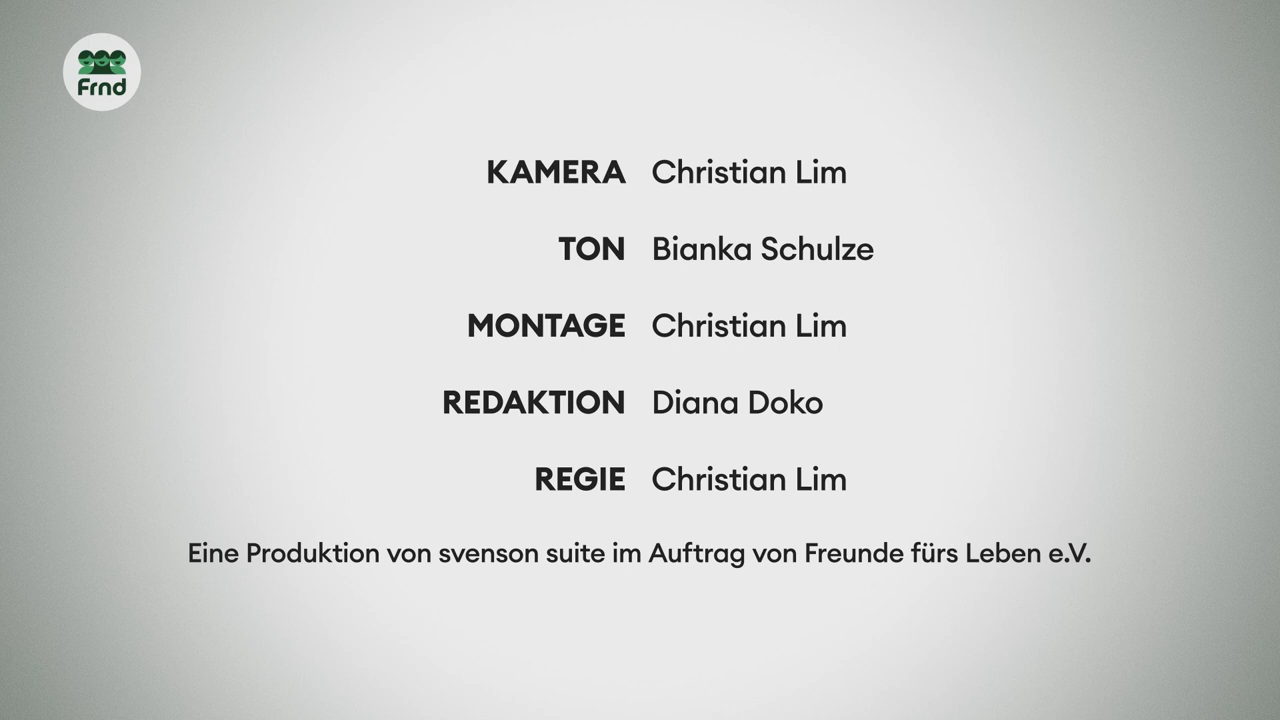 Frnd
KAMERA Christian Lim
TON Bianka Schulze
MONTAGE Christian Lim
REDAKTION Diana Doko
REGIE Christian Lim
Eine Produktion von svenson suite im Auftrag von Freunde fürs Leben e.V.